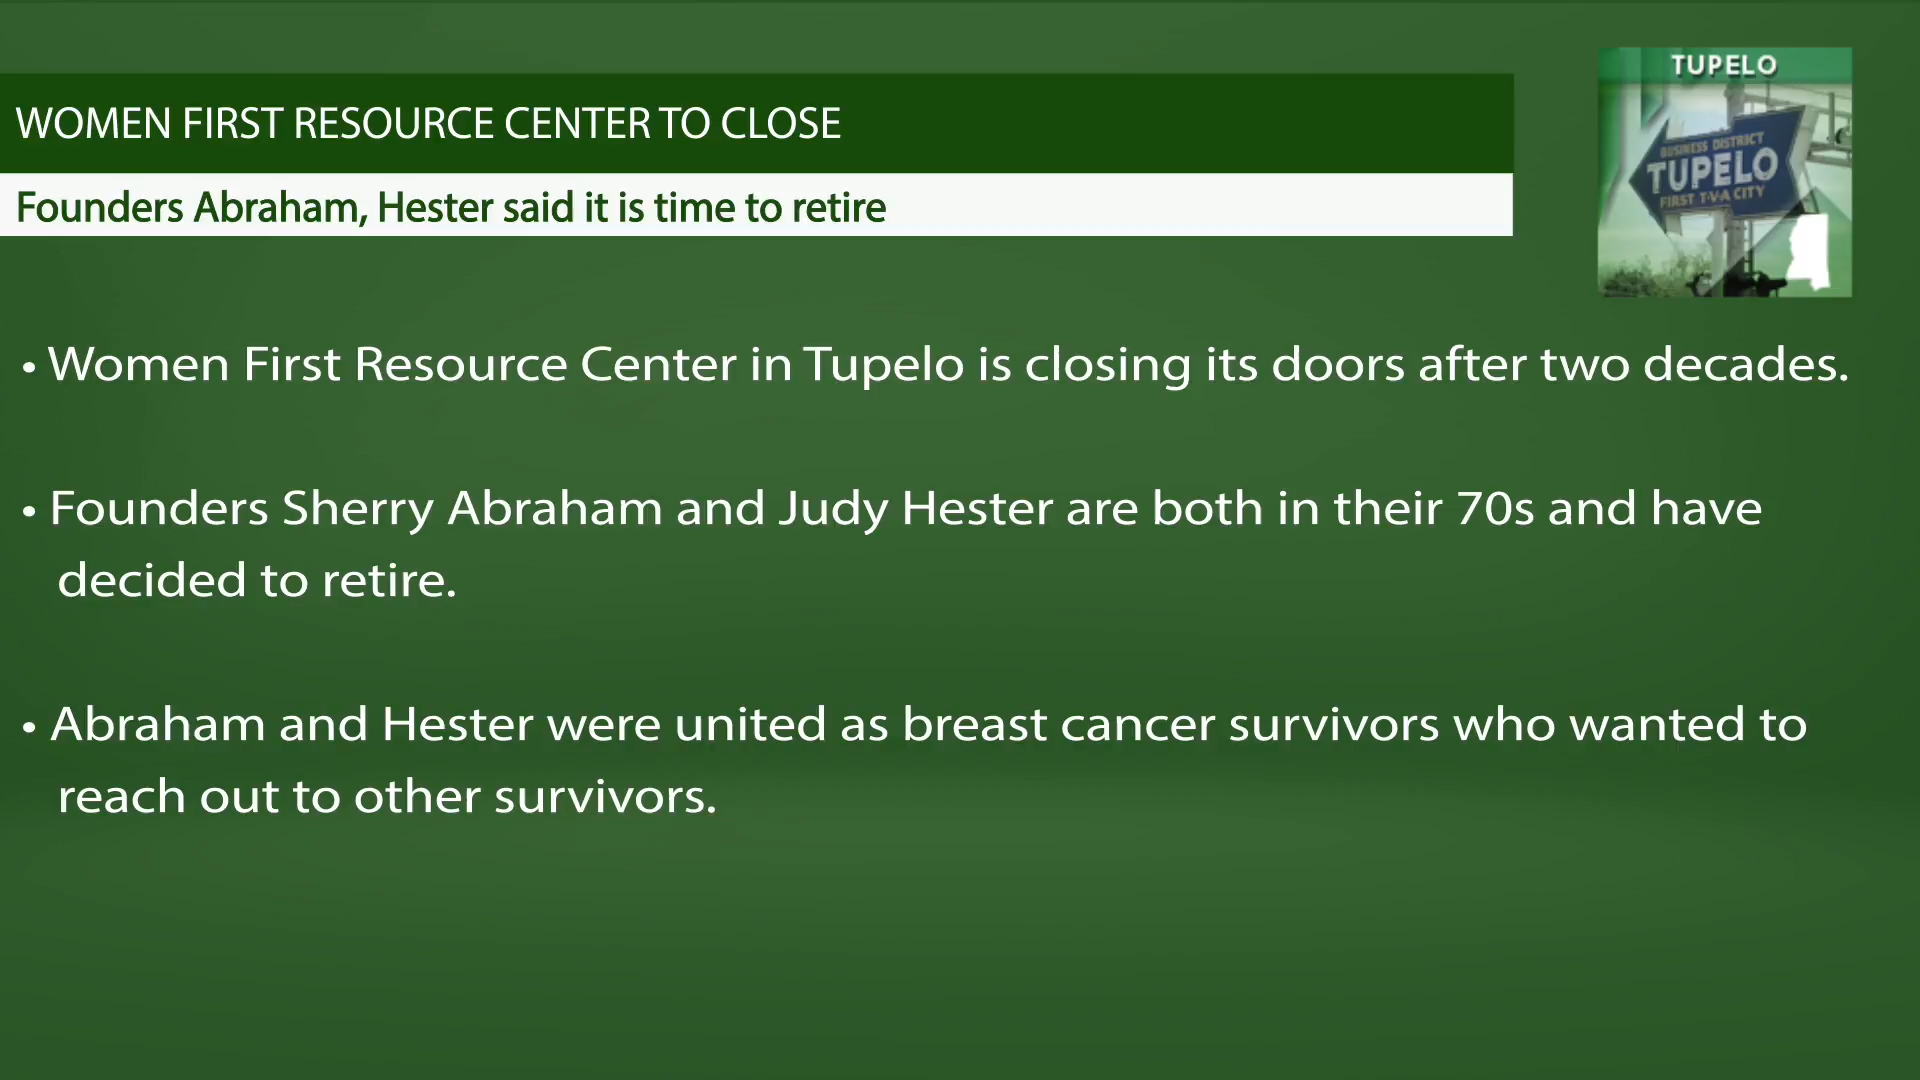 TUPELO
BUSINESS DISTRICT
TUPELO
FIRST TVA CITY
WOMEN FIRST RESOURCE CENTER TO CLOSE
Founders Abraham, Hester said it is time to retire
• Women First Resource Center in Tupelo is closing its doors after two decades.
• Founders Sherry Abraham and Judy Hester are both in their 70s and have
decided to retire.
• Abraham and Hester were united as breast cancer survivors who wanted to
reach out to other survivors.